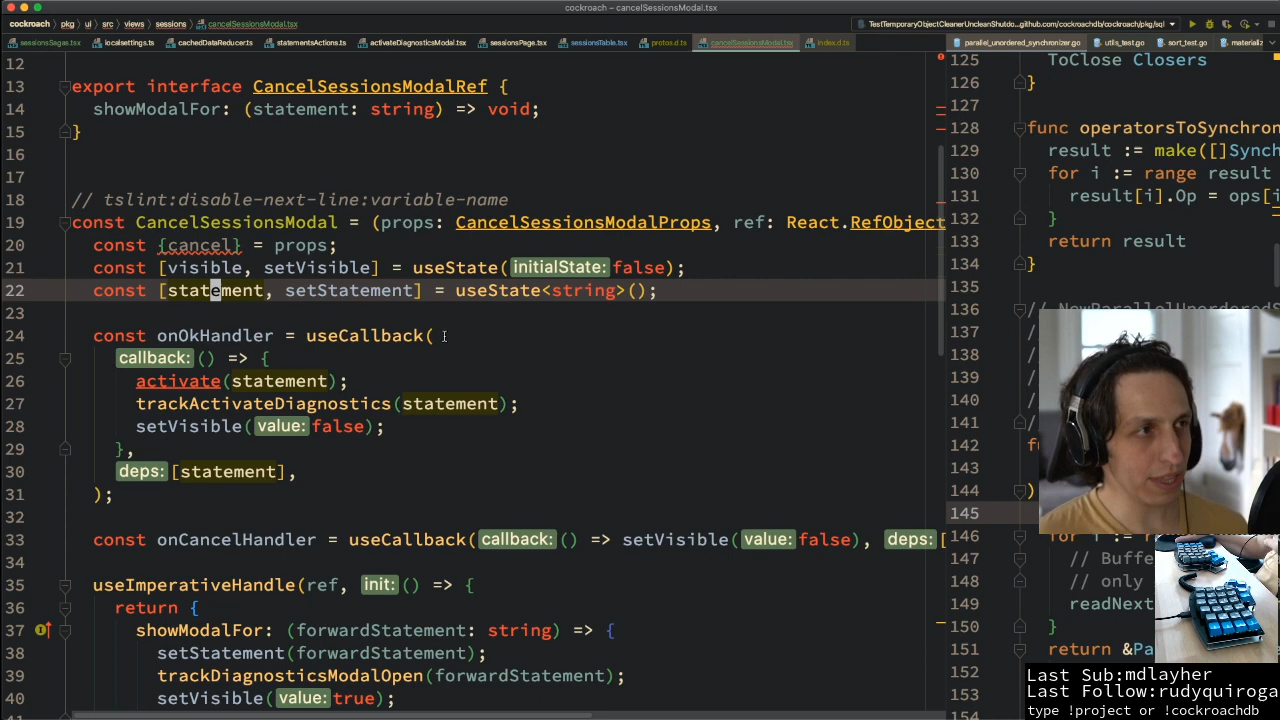 cockroach – cancelSessionsModal.tsx
cockroach › pkg › ui › src › views › sessions › cancelSessionsModal.tsx
TestTemporaryObjectCleanerUncleanShutdo...github.com/cockroachdb/cockroach/pkg/sql
sessionsSagas.ts localsettings.ts cachedDataReducers.ts statementsActions.ts activateDiagnosticsModal.tsx sessionsPage.tsx sessionsTable.tsx protos.d.ts cancelSessionsModal.tsx index.d.ts
parallel_unordered_synchronizer.go utils_test.go sort_test.go materializ
12
13 export interface CancelSessionsModalRef {
14 showModalFor: (statement: string) => void;
15 }
16
17
18 // tslint:disable-next-line:variable-name
19 const CancelSessionsModal = (props: CancelSessionsModalProps, ref: React.RefObject
20 const {cancel} = props;
21 const [visible, setVisible] = useState( initialState: false);
22 const [statement, setStatement] = useState<string>();
23
24 const onOkHandler = useCallback(
25 callback: () => {
26 activate(statement);
27 trackActivateDiagnostics(statement);
28 setVisible( value: false);
29 },
30 deps: [statement],
31 );
32
33 const onCancelHandler = useCallback( callback: () => setVisible( value: false), deps: [
34
35 useImperativeHandle(ref, init: () => {
36 return {
37 showModalFor: (forwardStatement: string) => {
38 setStatement(forwardStatement);
39 trackDiagnosticsModalOpen(forwardStatement);
40 setVisible( value: true);
125 ToClose Closers
126 }
127
128 func operatorsToSynchron
129 result := make([]Synch
130 for i := range result
131 result[i].Op = ops[i
132 }
133 return result
134 }
135
136 // NewParallelUnorderedS
137 /
138 /
139 /
140 /
141 /
142 fu
143
144 )
145
146 for i := r
147 // Buffe
148 // only
149 readNext
150 }
151 return &Pa
152
153
154
Last Sub:mdlayher
Last Follow:rudyquiroga
type !project or !cockroachdb